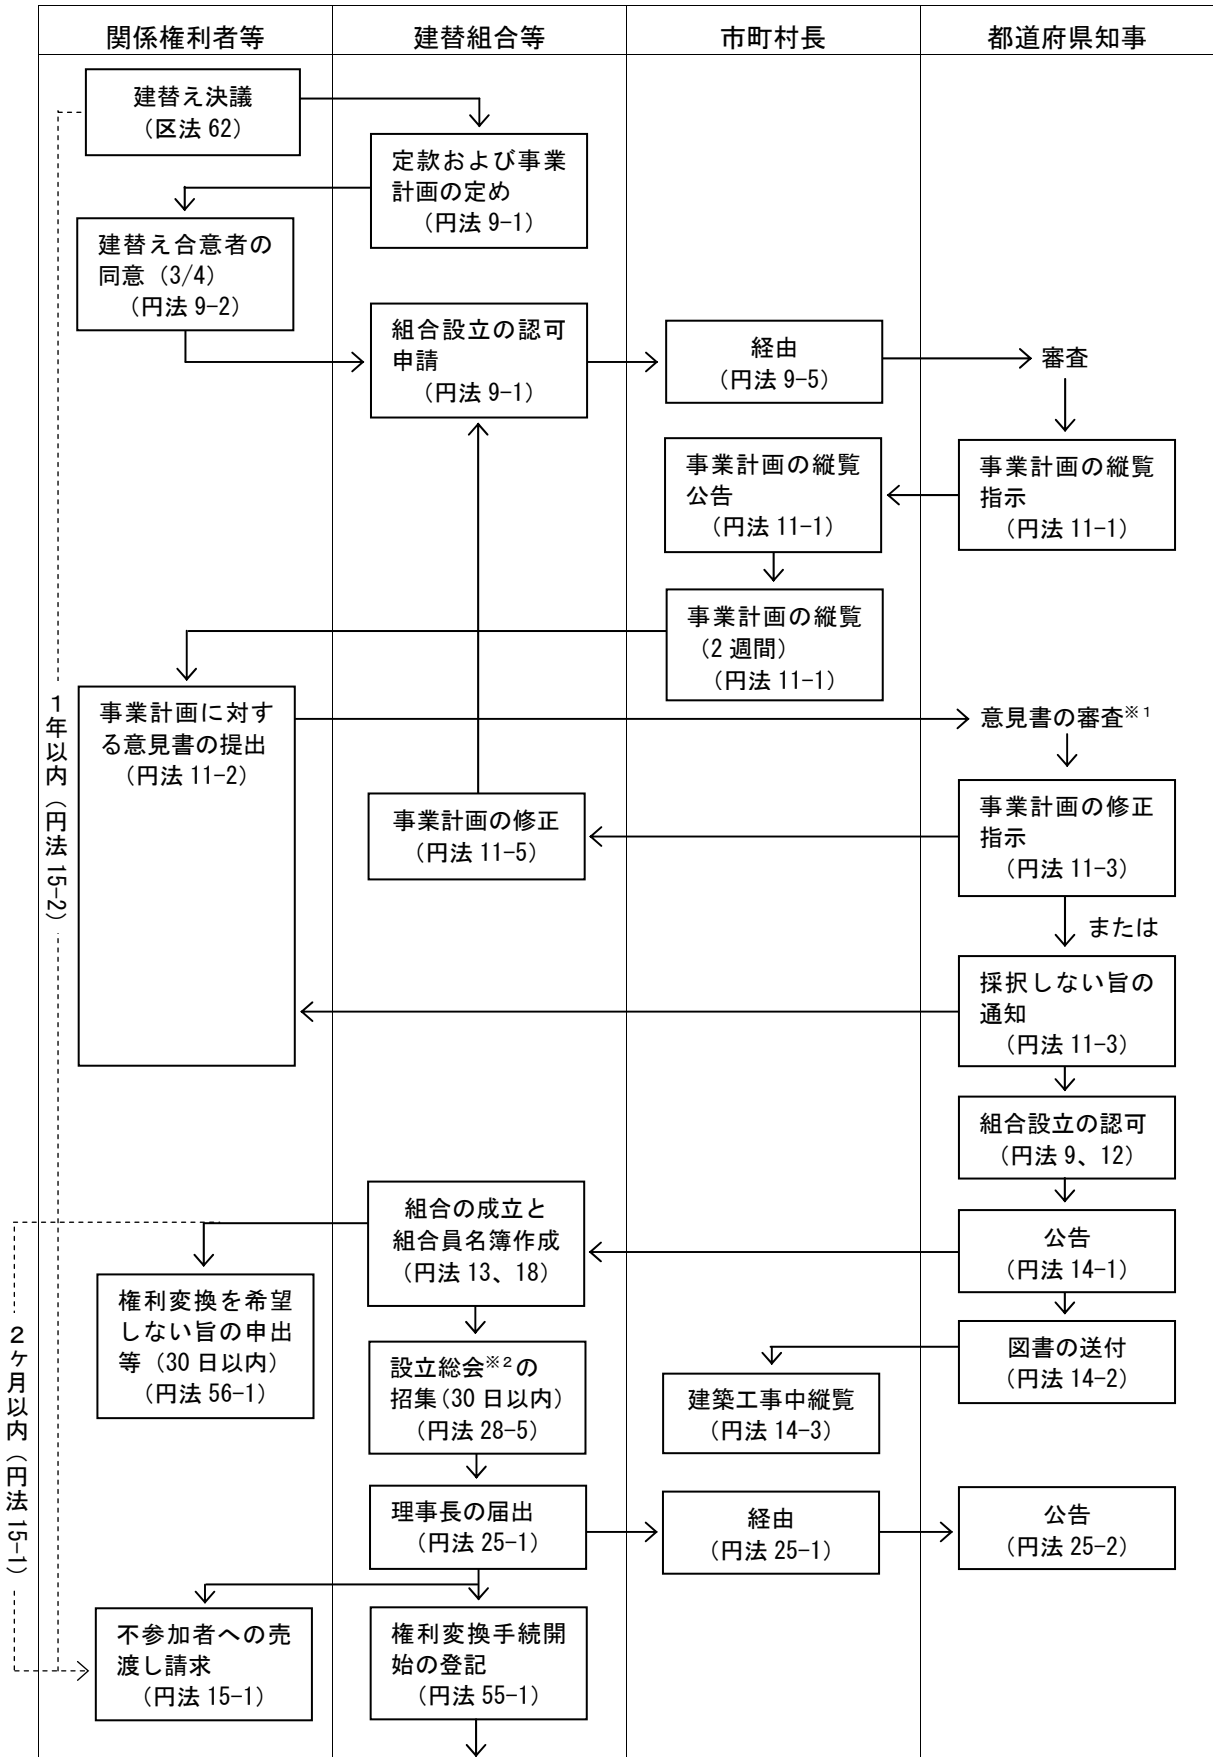 関係権利者等
建替組合等
市町村長
都道府県知事
建替え決議
（区法 62）
定款および事業
計画の定め
（円法 9-1）
建替え合意者の
同意（3/4）
（円法 9-2）
組合設立の認可
申請
（円法 9-1）
経由
（円法 9-5）
審査
事業計画の縦覧
指示
（円法 11-1）
事業計画の縦覧
公告
（円法 11-1）
事業計画の縦覧
（2 週間）
（円法 11-1）
事業計画に対す
る意見書の提出
（円法 11-2）
意見書の審査※1
事業計画の修正
指示
（円法 11-3）
事業計画の修正
（円法 11-5）
または
採択しない旨の
通知
（円法 11-3）
組合設立の認可
（円法 9、12）
公告
（円法 14-1）
組合の成立と
組合員名簿作成
（円法 13、18）
権利変換を希望
しない旨の申出
等（30 日以内）
（円法 56-1）
図書の送付
（円法 14-2）
設立総会※2の
招集（30 日以内）
（円法 28-5）
建築工事中縦覧
（円法 14-3）
理事長の届出
（円法 25-1）
経由
（円法 25-1）
公告
（円法 25-2）
不参加者への売
渡し請求
（円法 15-1）
権利変換手続開
始の登記
（円法 55-1）
1年以内（円法 15-2）
2ヶ月以内（円法 15-1）